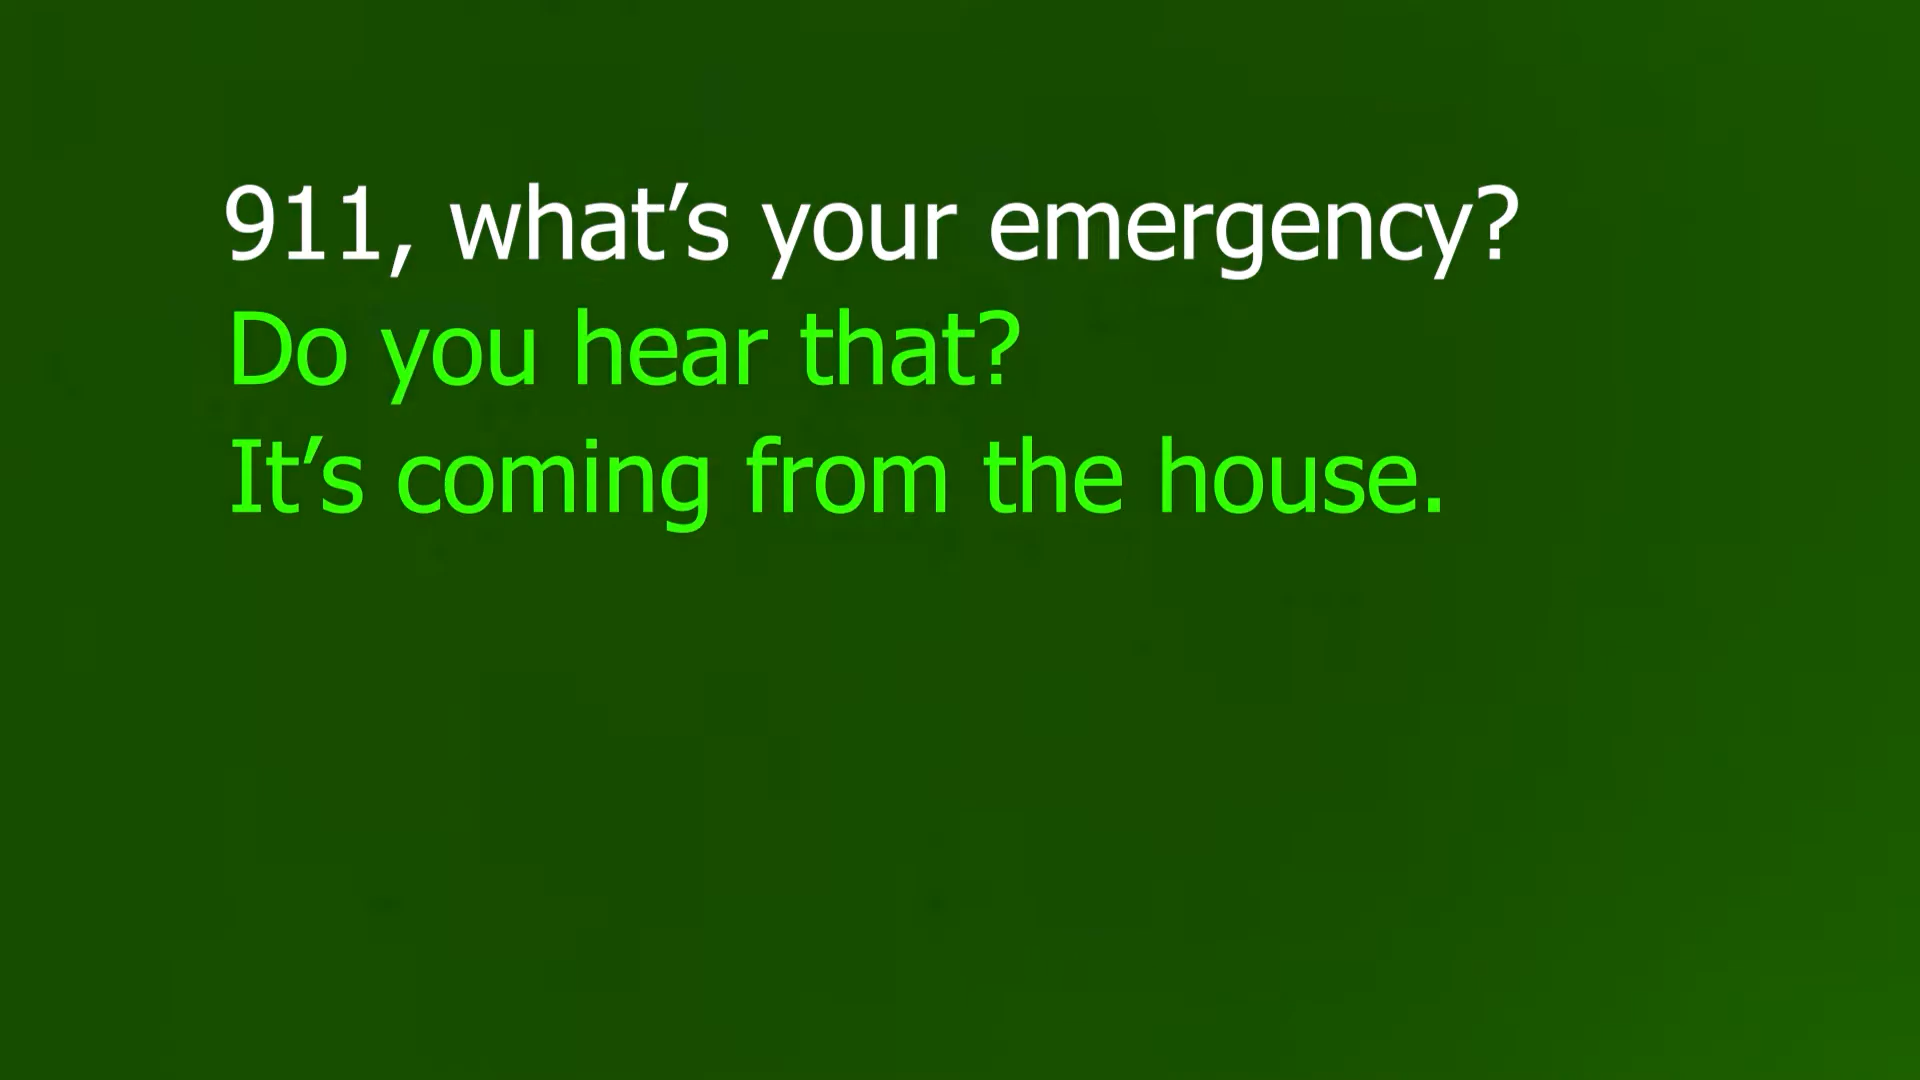 911, what’s your emergency?
Do you hear that?
It’s coming from the house.